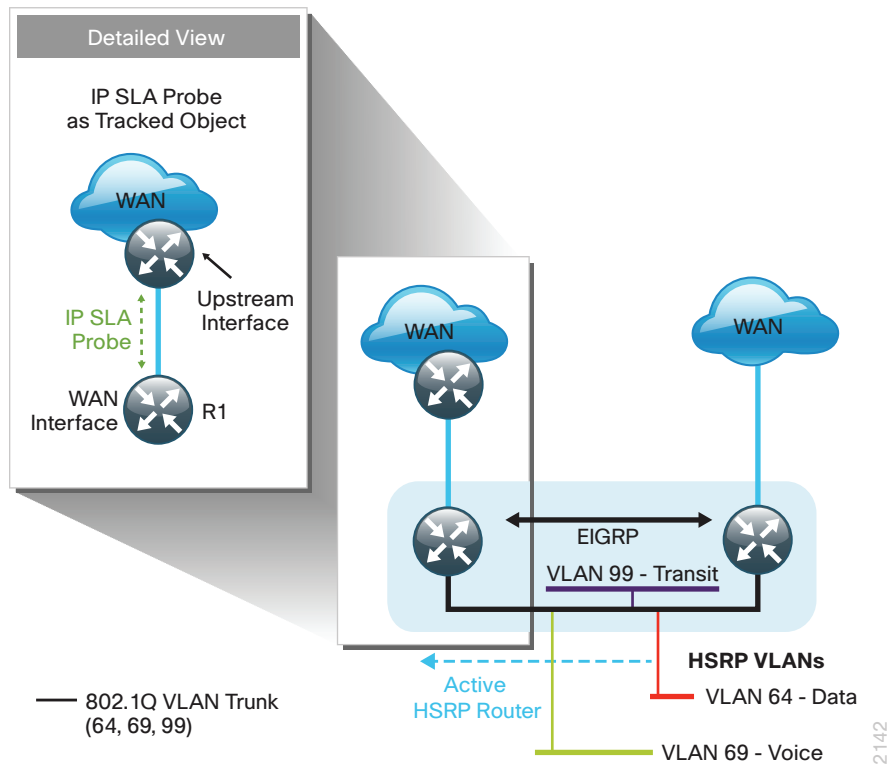 Detailed View
IP SLA Probe
as Tracked Object
WAN
Upstream
Interface
IP SLA
Probe
WAN
Interface
R1
WAN
WAN
EIGRP
VLAN 99 - Transit
HSRP VLANs
Active
HSRP Router
VLAN 64 - Data
802.1Q VLAN Trunk
(64, 69, 99)
VLAN 69 - Voice
2142